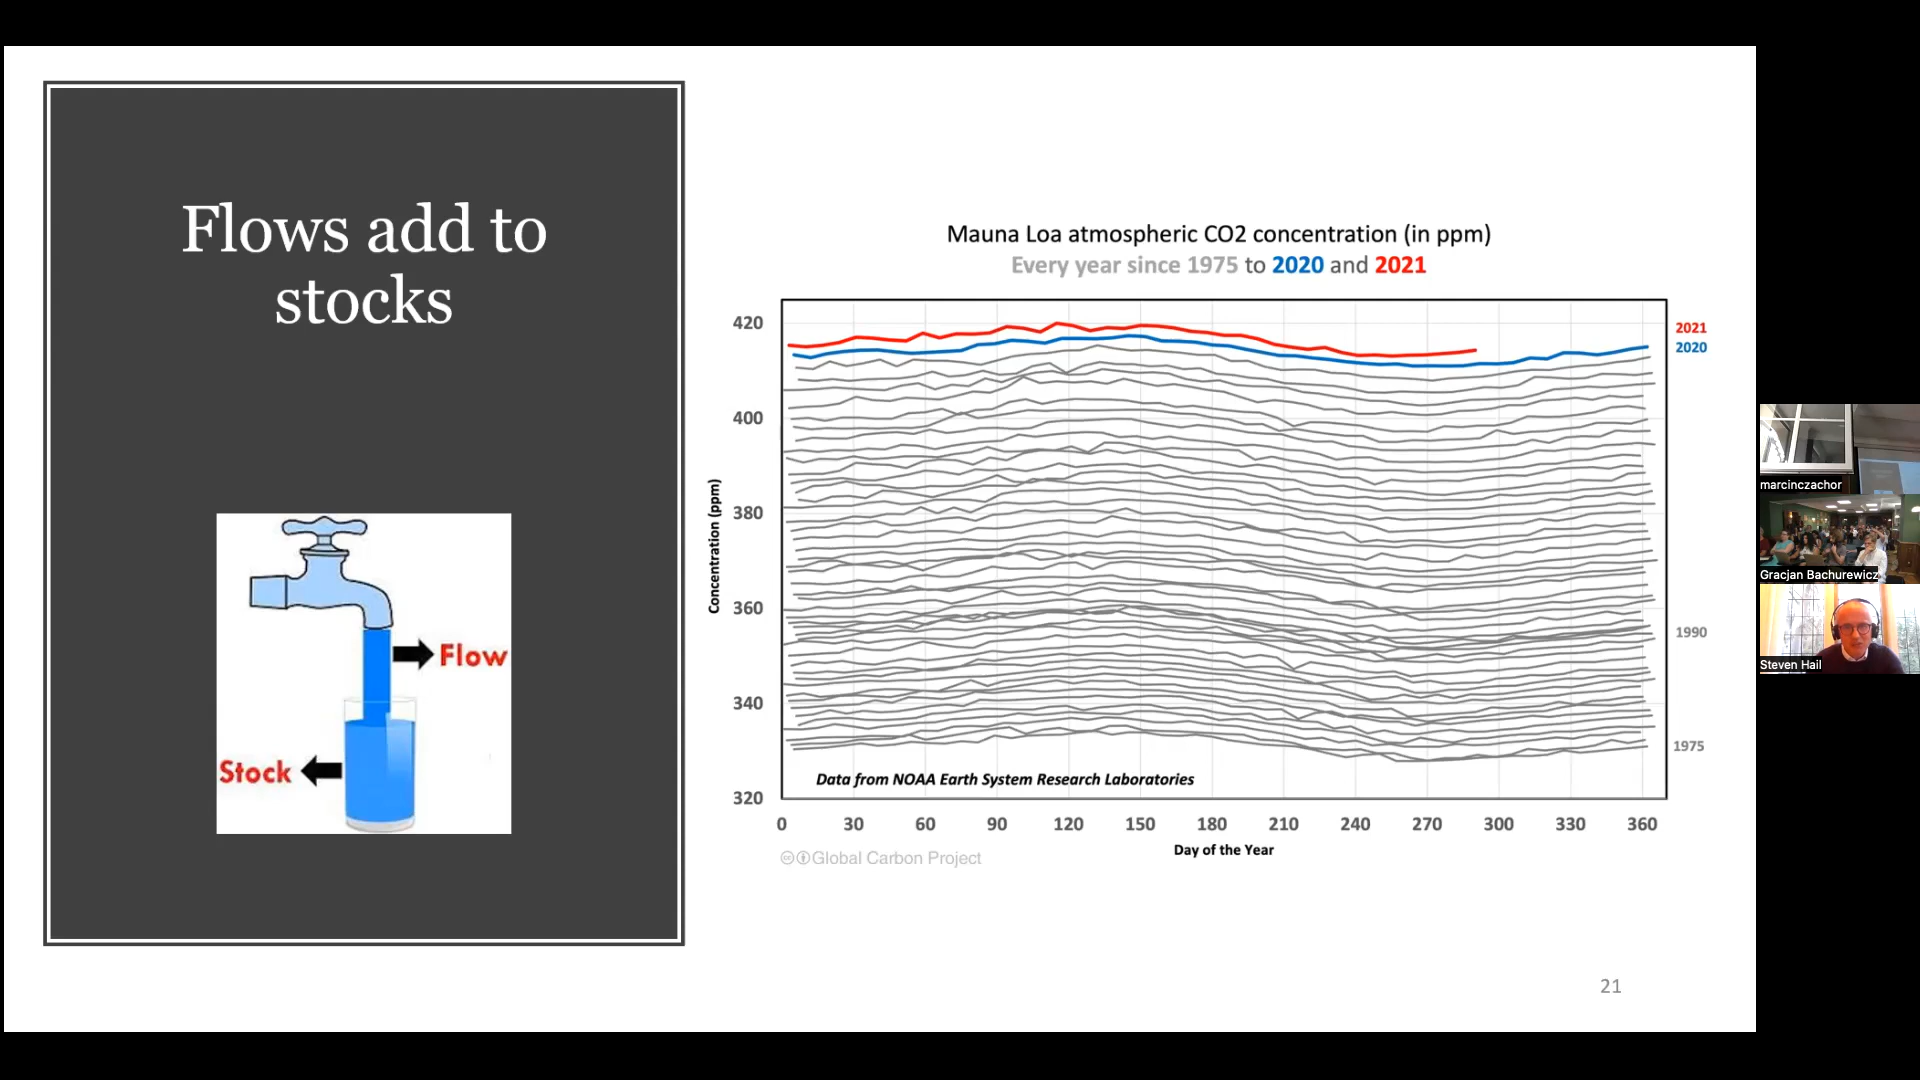 Flows add to
stocks
Flow
Stock
Mauna Loa atmospheric CO2 concentration (in ppm)
Every year since 1975 to 2020 and 2021
Concentration (ppm)
420
400
380
360
340
320
2021
2020
1990
1975
Data from NOAA Earth System Research Laboratories
0 30 60 90 120 150 180 210 240 270 300 330 360
Day of the Year
Global Carbon Project
21
marcinczachor
Gracjan Bachurewicz
Steven Hail